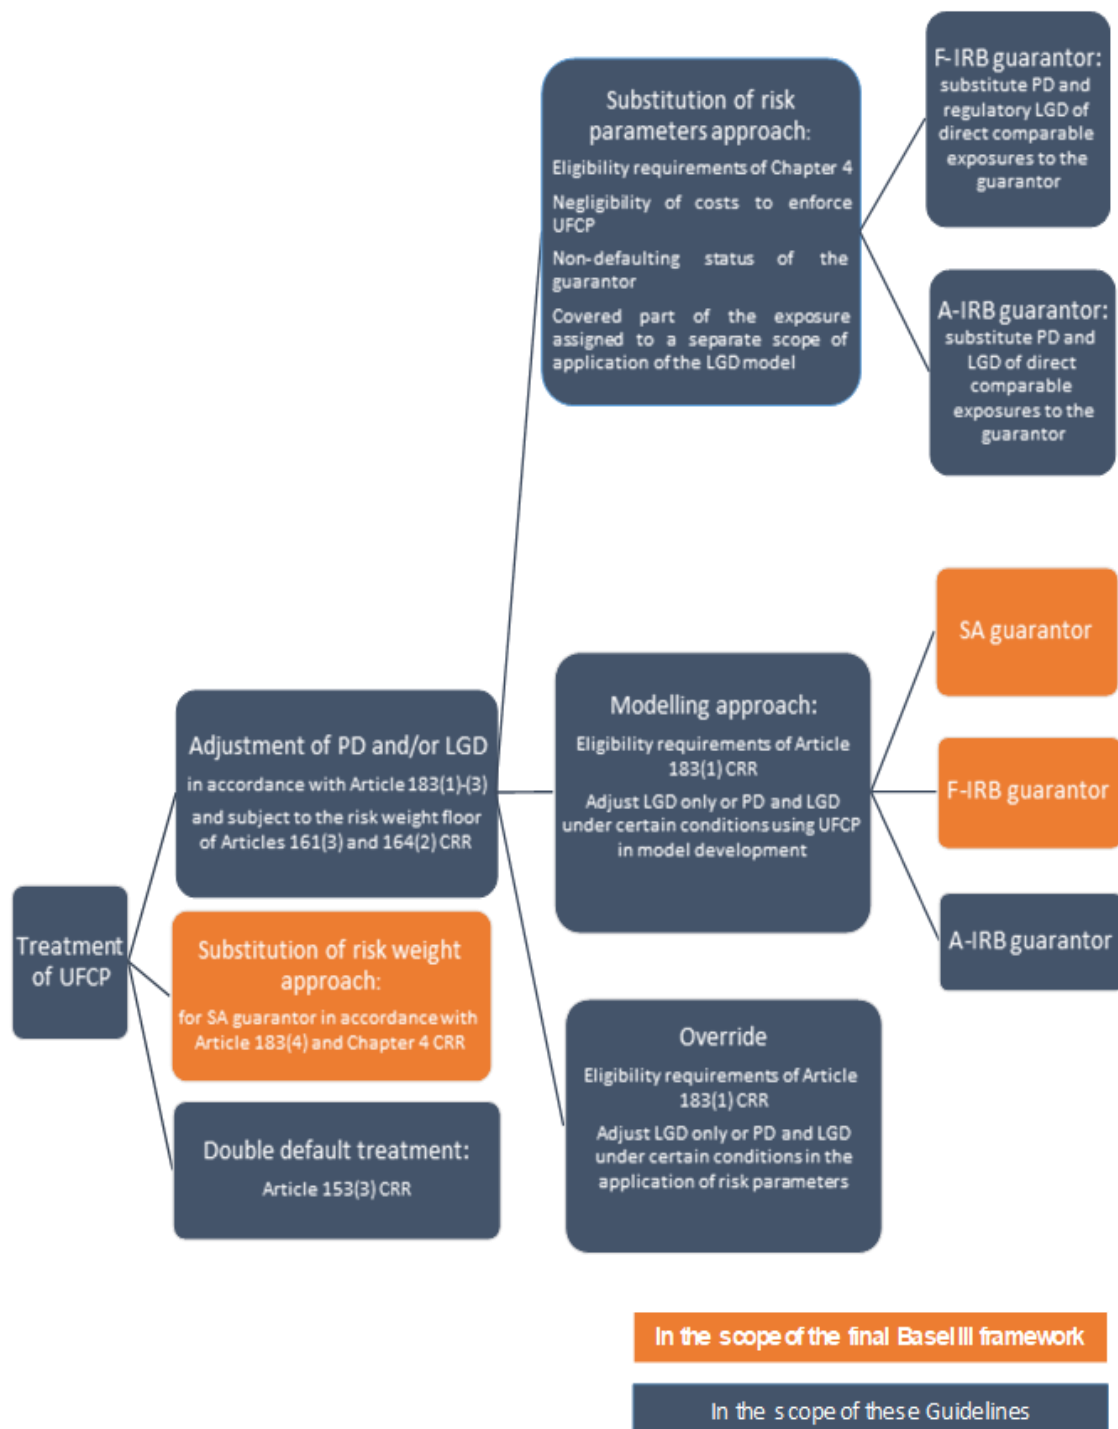 Treatment
of UFCP
Adjustment of PD and/or LGD
in accordance with Article 183(1)-(3)
and subject to the risk weight floor
of Articles 161(3) and 164(2) CRR
Substitution of risk weight
approach:
for SA guarantor in accordance with
Article 183(4) and Chapter 4 CRR
Double default treatment:
Article 153(3) CRR
Substitution of risk
parameters approach:
Eligibility requirements of Chapter 4
Negligibility of costs to enforce
UFCP
Non-defaulting status of the
guarantor
Covered part of the exposure
assigned to a separate scope of
application of the LGD model
Modelling approach:
Eligibility requirements of Article
183(1) CRR
Adjust LGD only or PD and LGD
under certain conditions using UFCP
in model development
Override
Eligibility requirements of Article
183(1) CRR
Adjust LGD only or PD and LGD
under certain conditions in the
application of risk parameters
F-IRB guarantor:
substitute PD and
regulatory LGD of
direct comparable
exposures to the
guarantor
A-IRB guarantor:
substitute PD and
LGD of direct
comparable
exposures to the
guarantor
SA guarantor
F-IRB guarantor
A-IRB guarantor
In the scope of the final Basel III framework
In the scope of these Guidelines